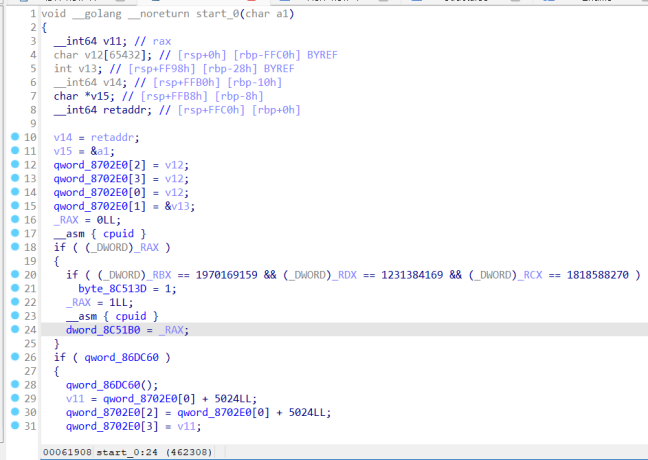 1 void __golang __noreturn start_0(char a1)
2 {
3 __int64 v11; // rax
4 char v12[65432]; // [rsp+0h] [rbp-FFC0h] BYREF
5 int v13; // [rsp+FF98h] [rbp-28h] BYREF
6 __int64 v14; // [rsp+FFB0h] [rbp-10h]
7 char *v15; // [rsp+FFB8h] [rbp-8h]
8 __int64 retaddr; // [rsp+FFC0h] [rbp+0h]
9
10 v14 = retaddr;
11 v15 = &a1;
12 qword_8702E0[2] = v12;
13 qword_8702E0[3] = v12;
14 qword_8702E0[0] = v12;
15 qword_8702E0[1] = &v13;
16 _RAX = 0LL;
17 __asm { cpuid }
18 if ( (_DWORD)_RAX )
19 {
20 if ( (_DWORD)_RBX == 1970169159 && (_DWORD)_RDX == 1231384169 && (_DWORD)_RCX == 1818588270 )
21 byte_8C513D = 1;
22 _RAX = 1LL;
23 __asm { cpuid }
24 dword_8C51B0 = _RAX;
25 }
26 if ( qword_86DC60 )
27 {
28 qword_86DC60();
29 v11 = qword_8702E0[0] + 5024LL;
30 qword_8702E0[2] = qword_8702E0[0] + 5024LL;
31 qword_8702E0[3] = v11;
00061908 start_0:24 (462308)